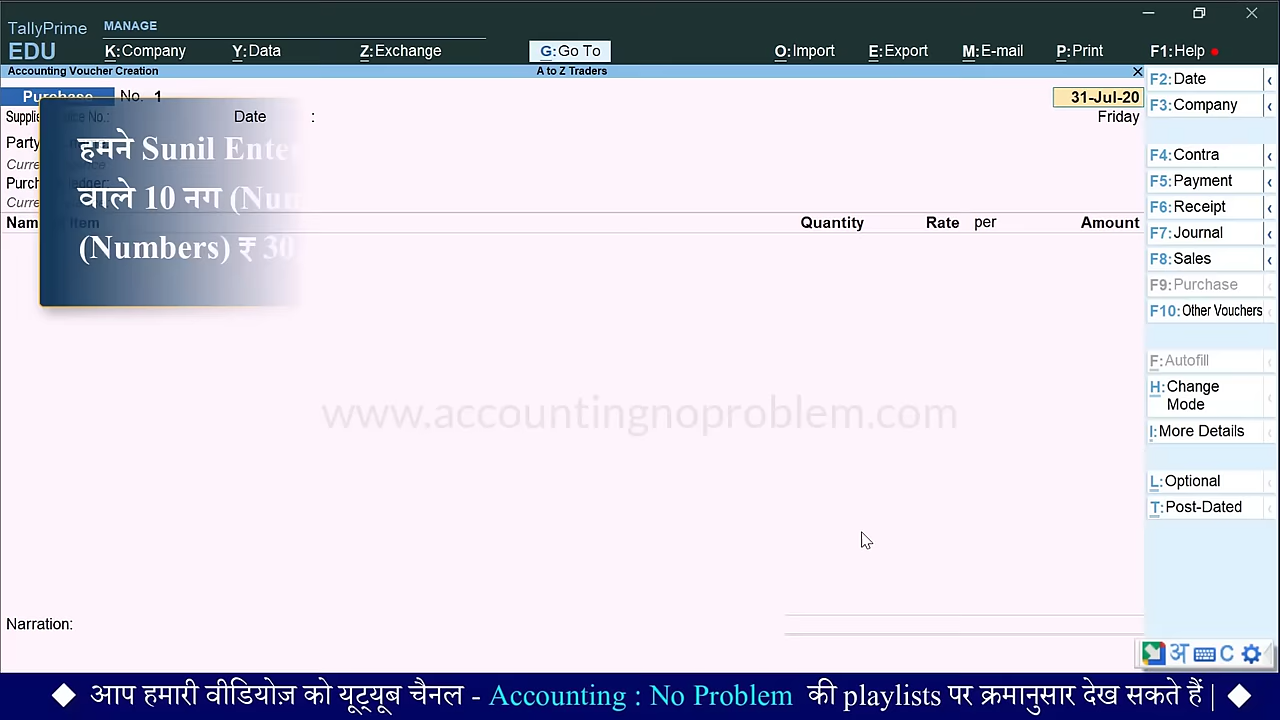 TallyPrime MANAGE
EDU K:Company Y:Data Z:Exchange G:Go To O:Import E:Export M:E-mail P:Print F1:Help
Accounting Voucher Creation A to Z Traders
Purchase No. 1 31-Jul-20
No.: Date : Friday
Party
हमने Sunil
वाले 10 नग
(Numbers) ₹ 30
Quantity Rate per Amount
Item
F2:Date
F3:Company
F4:Contra
F5:Payment
F6:Receipt
F7:Journal
F8:Sales
F9:Purchase
F10:Other Vouchers
F:Autofill
H:Change
Mode
I:More Details
L:Optional
T:Post-Dated
www.accountingnoproblem.com
Narration:
अ C
आप हमारी वीडियोज़ को यूट्यूब चैनल - Accounting : No Problem की playlists पर क्रमानुसार देख सकते हैं |